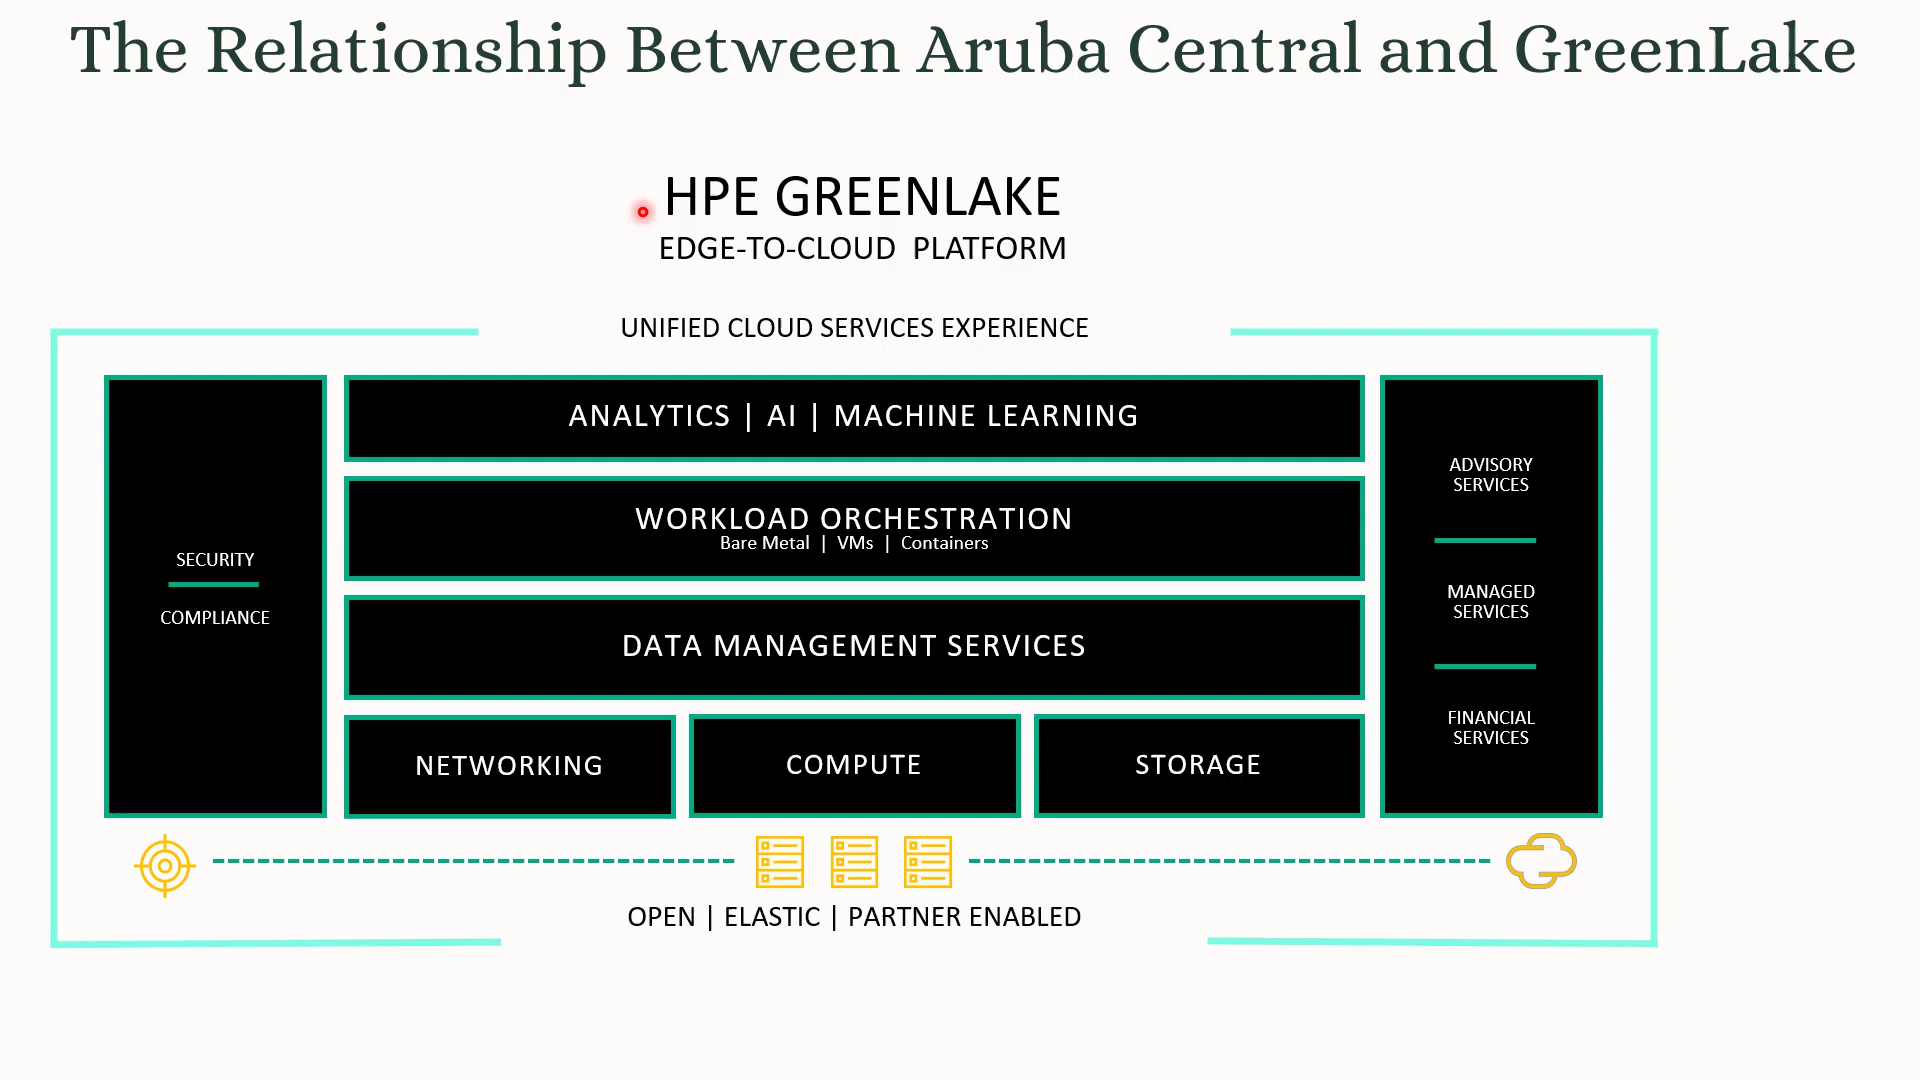 The Relationship Between Aruba Central and GreenLake
HPE GREENLAKE
EDGE-TO-CLOUD PLATFORM
UNIFIED CLOUD SERVICES EXPERIENCE
SECURITY
COMPLIANCE
ANALYTICS | AI | MACHINE LEARNING
WORKLOAD ORCHESTRATION
Bare Metal | VMs | Containers
DATA MANAGEMENT SERVICES
NETWORKING
COMPUTE
STORAGE
ADVISORY
SERVICES
MANAGED
SERVICES
FINANCIAL
SERVICES
OPEN | ELASTIC | PARTNER ENABLED